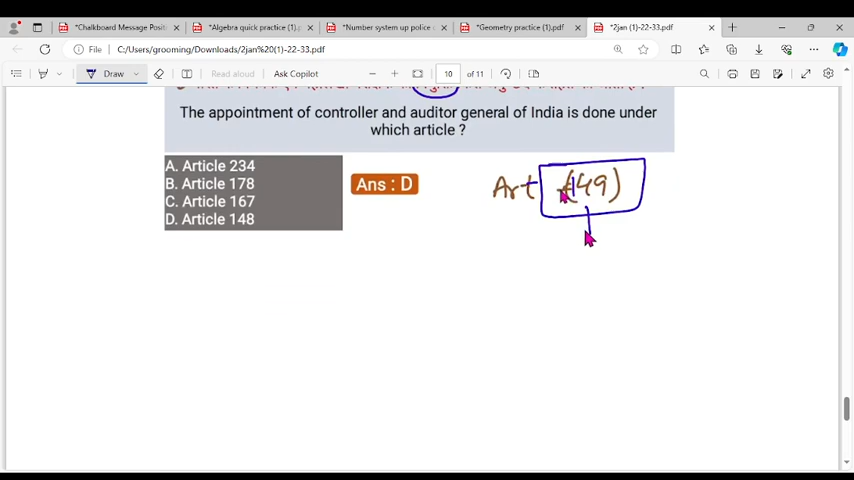 *Chalkboard Message Posit
*Algebra quick practice (1).p
*Number system up police
*Geometry practice (1).pdf
*2jan (1)-22-33.pdf
File
C:/Users/grooming/Downloads/2jan%20(1)-22-33.pdf
Draw
Read aloud
Ask Copilot
10
of 11
The appointment of controller and auditor general of India is done under
which article ?
A. Article 234
B. Article 178
C. Article 167
D. Article 148
Ans : D
Art (149)